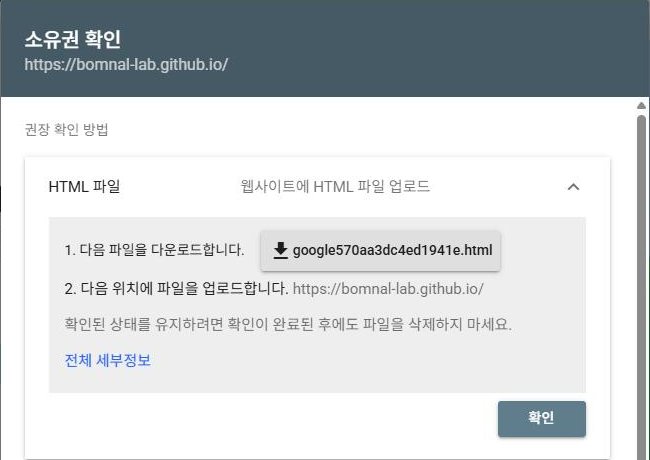 소유권 확인
https://bomnal-lab.github.io/
권장 확인 방법
HTML 파일 웹사이트에 HTML 파일 업로드
1. 다음 파일을 다운로드합니다. google570aa3dc4ed1941e.html
2. 다음 위치에 파일을 업로드합니다. https://bomnal-lab.github.io/
확인된 상태를 유지하려면 확인이 완료된 후에도 파일을 삭제하지 마세요.
전체 세부정보
확인